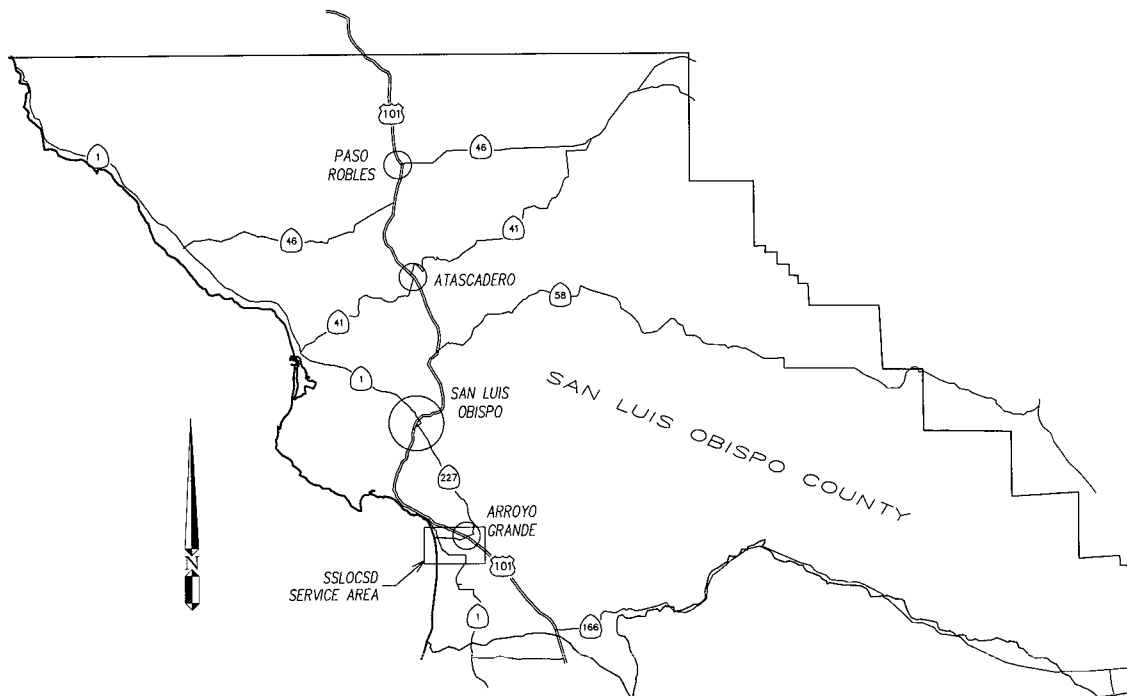 101
1
PASO
ROBLES
46
46
41
ATASCADERO
58
41
1
SAN LUIS
OBISPO
SAN LUIS OBISPO COUNTY
227
ARROYO
GRANDE
N
101
SSLOCSD
SERVICE AREA
1
166